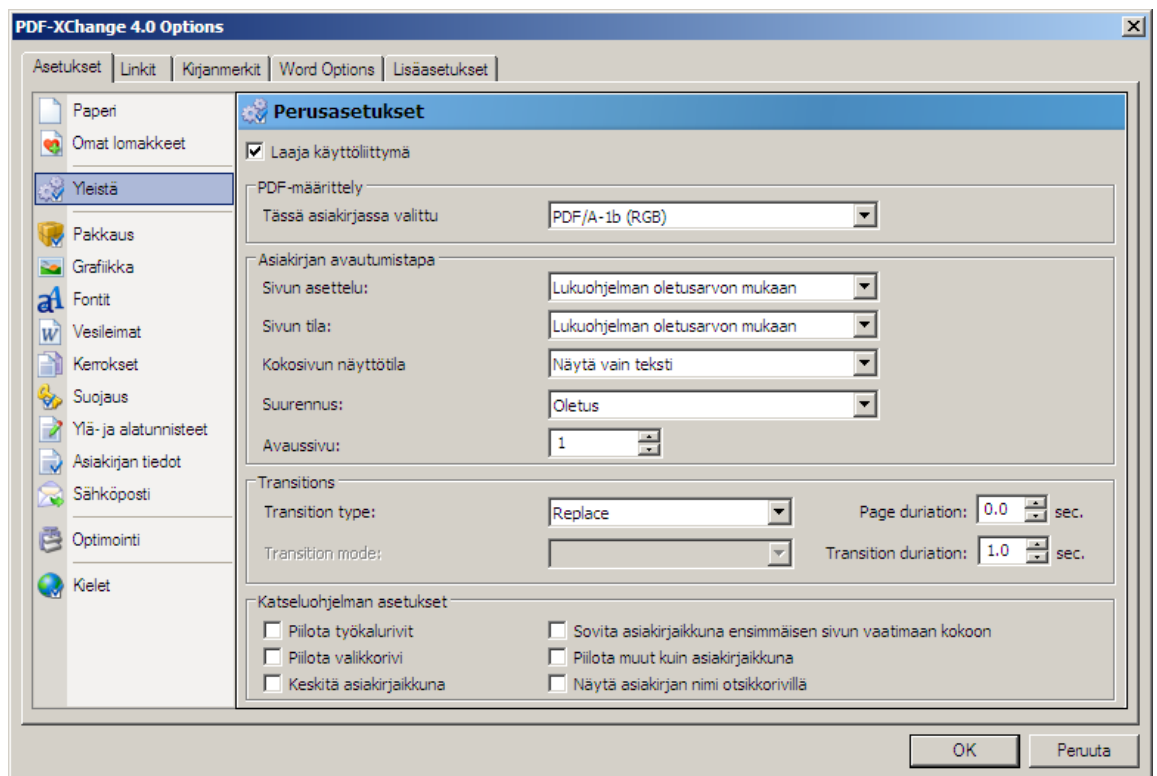 PDF-XChange 4.0 Options
Asetukset Linkit Kirjanmerkit Word Options Lisäasetukset
Paperi
Omat lomakkeet
Yleistä
Pakkaus
Grafiikka
Fontit
Vesileimat
Kerrokset
Suojaus
Ylä- ja alatunnisteet
Asiakirjan tiedot
Sähköposti
Optimointi
Kielet
Perusasetukset
Laaja käyttöliittymä
PDF-määrittely
Tässä asiakirjassa valittu PDF/A-1b (RGB)
Asiakirjan avautumistapa
Sivun asettelu: Lukuohjelman oletusarvon mukaan
Sivun tila: Lukuohjelman oletusarvon mukaan
Kokosivun näyttötila Näytä vain teksti
Suurennus: Oletus
Avaussivu: 1
Transitions
Transition type: Replace Page duriation: 0.0 sec.
Transition mode: Transition duriation: 1.0 sec.
Katseluohjelman asetukset
Piilota työkalurivit Sovita asiakirjaikkuna ensimmäisen sivun vaatimaan kokoon
Piilota valikkorivi Piilota muut kuin asiakirjaikkuna
Keskitä asiakirjaikkuna Näytä asiakirjan nimi otsikkorivillä
OK Peruuta